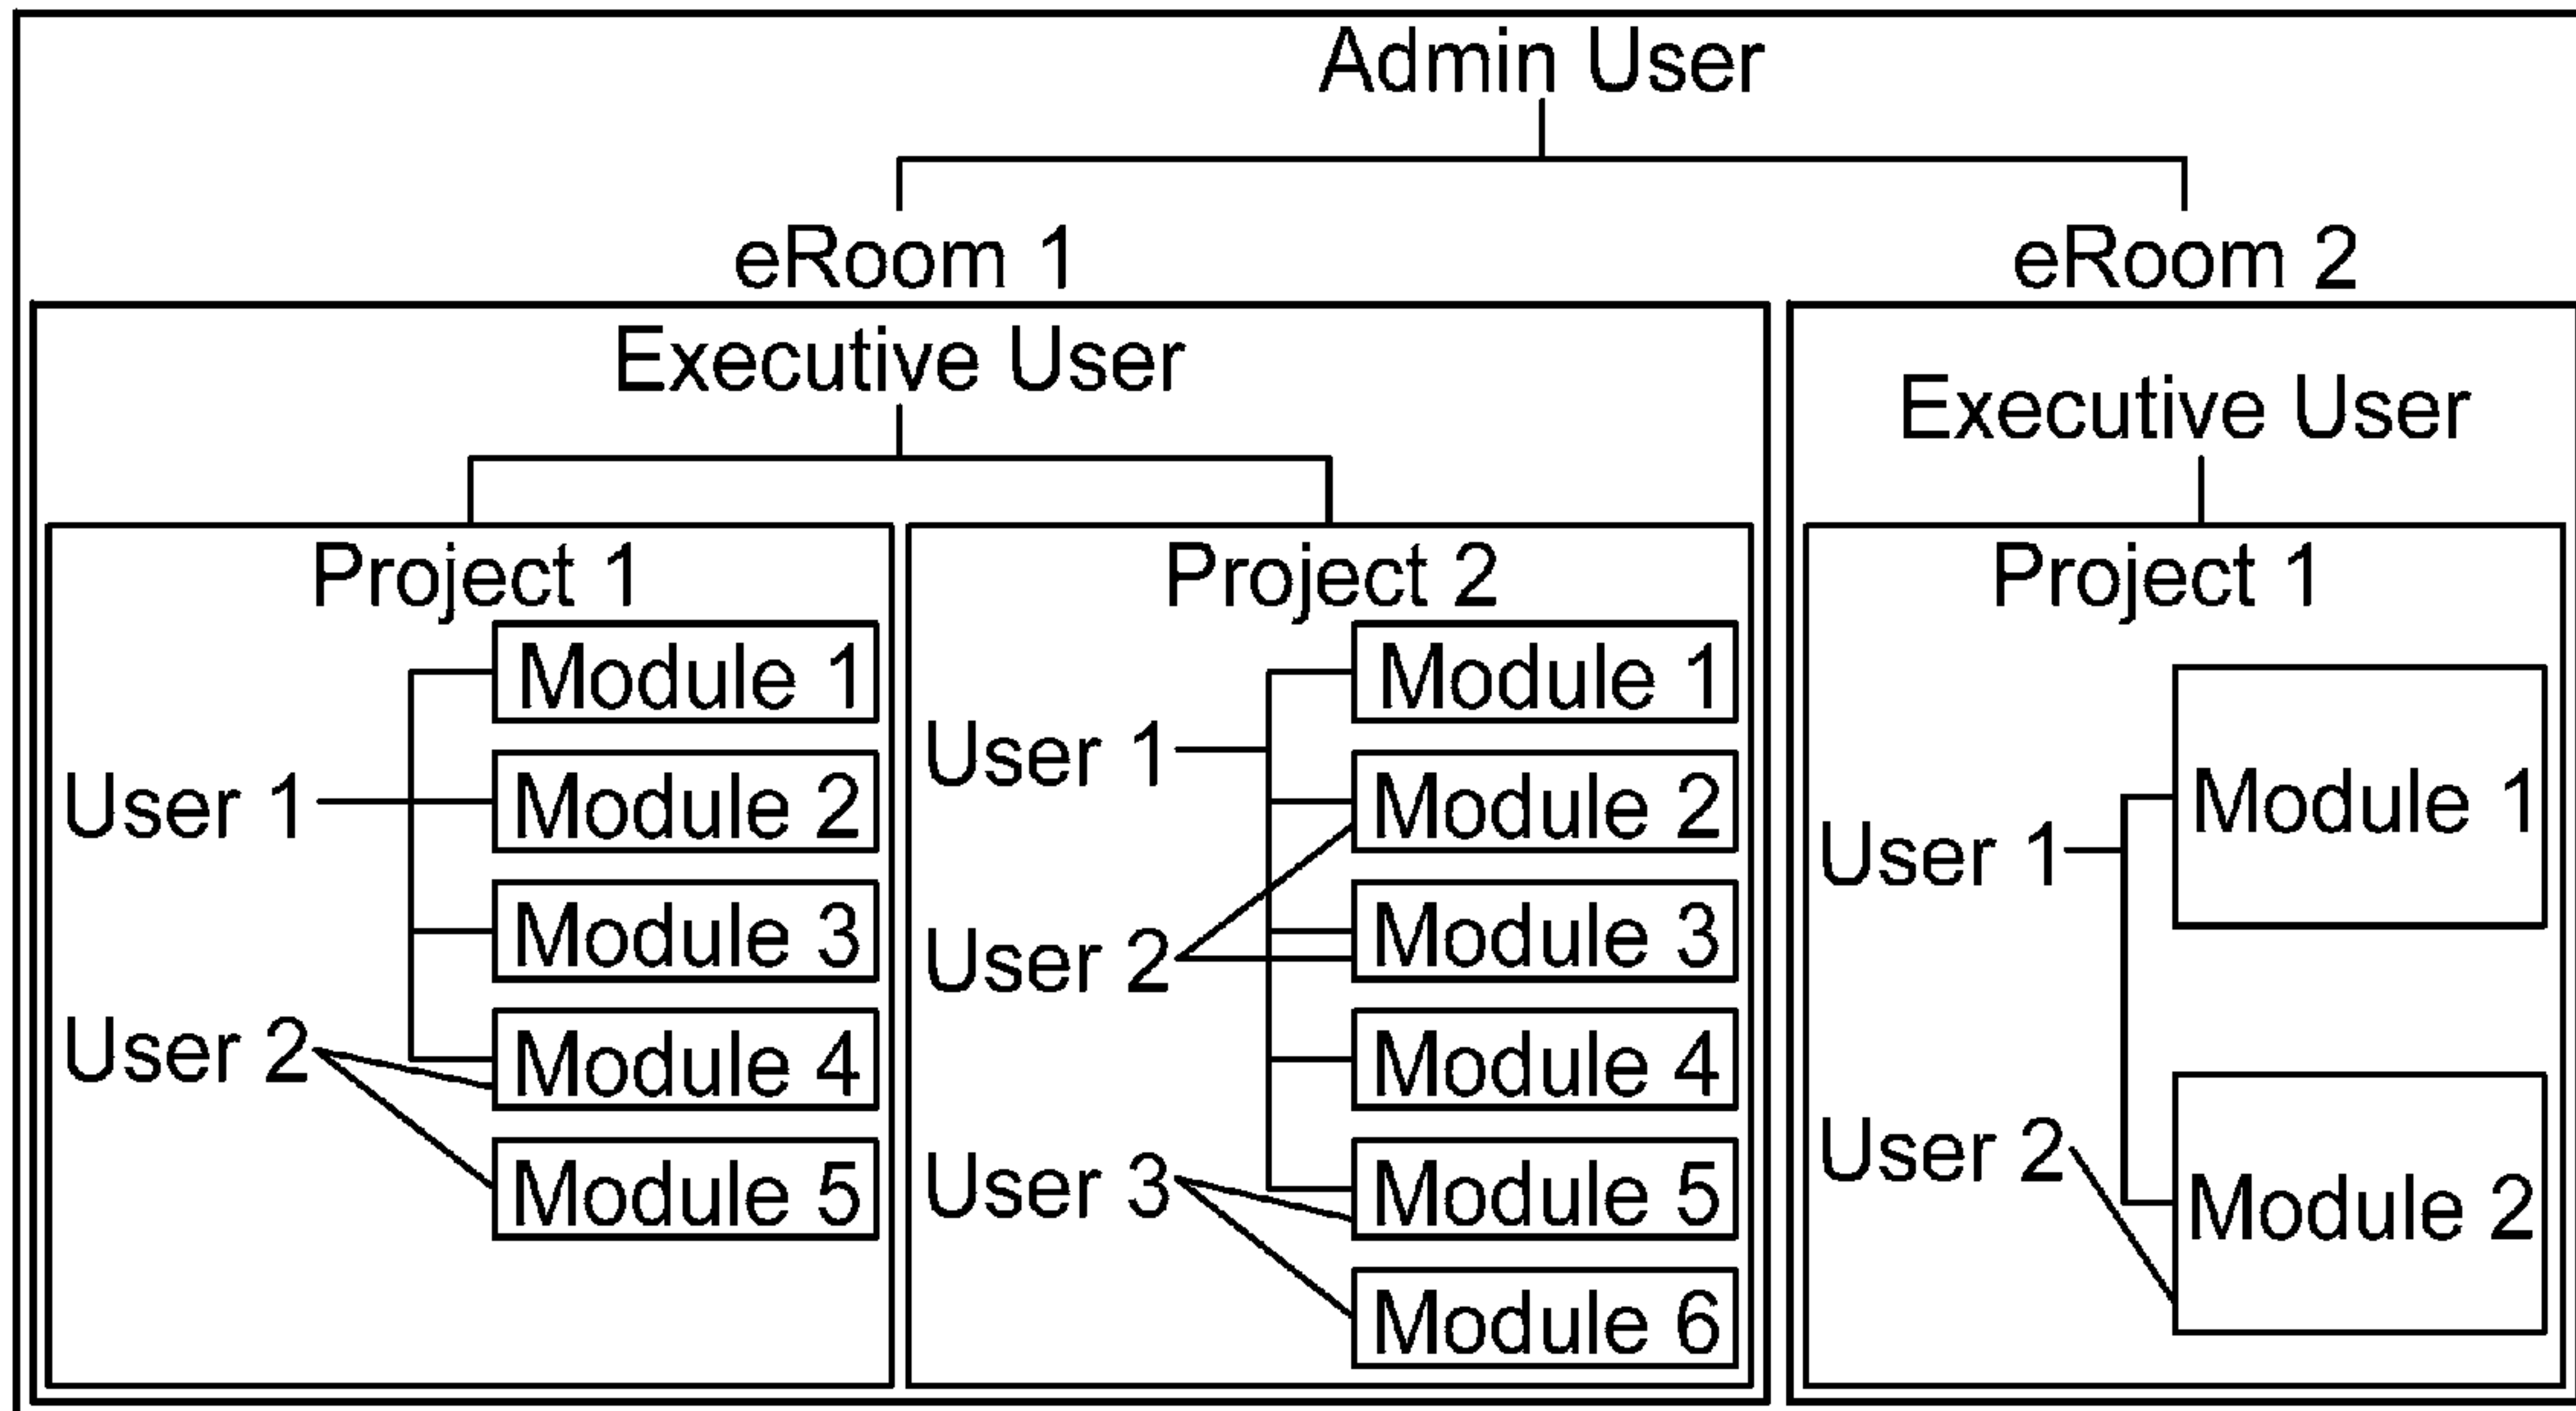 Admin User
eRoom 1
eRoom 2
Executive User
Executive User
Project 1
Module 1
Module 2
Module 3
Module 4
Module 5
User 1
User 2
Project 2
Module 1
Module 2
Module 3
Module 4
Module 5
Module 6
User 1
User 2
User 3
Project 1
Module 1
Module 2
User 1
User 2